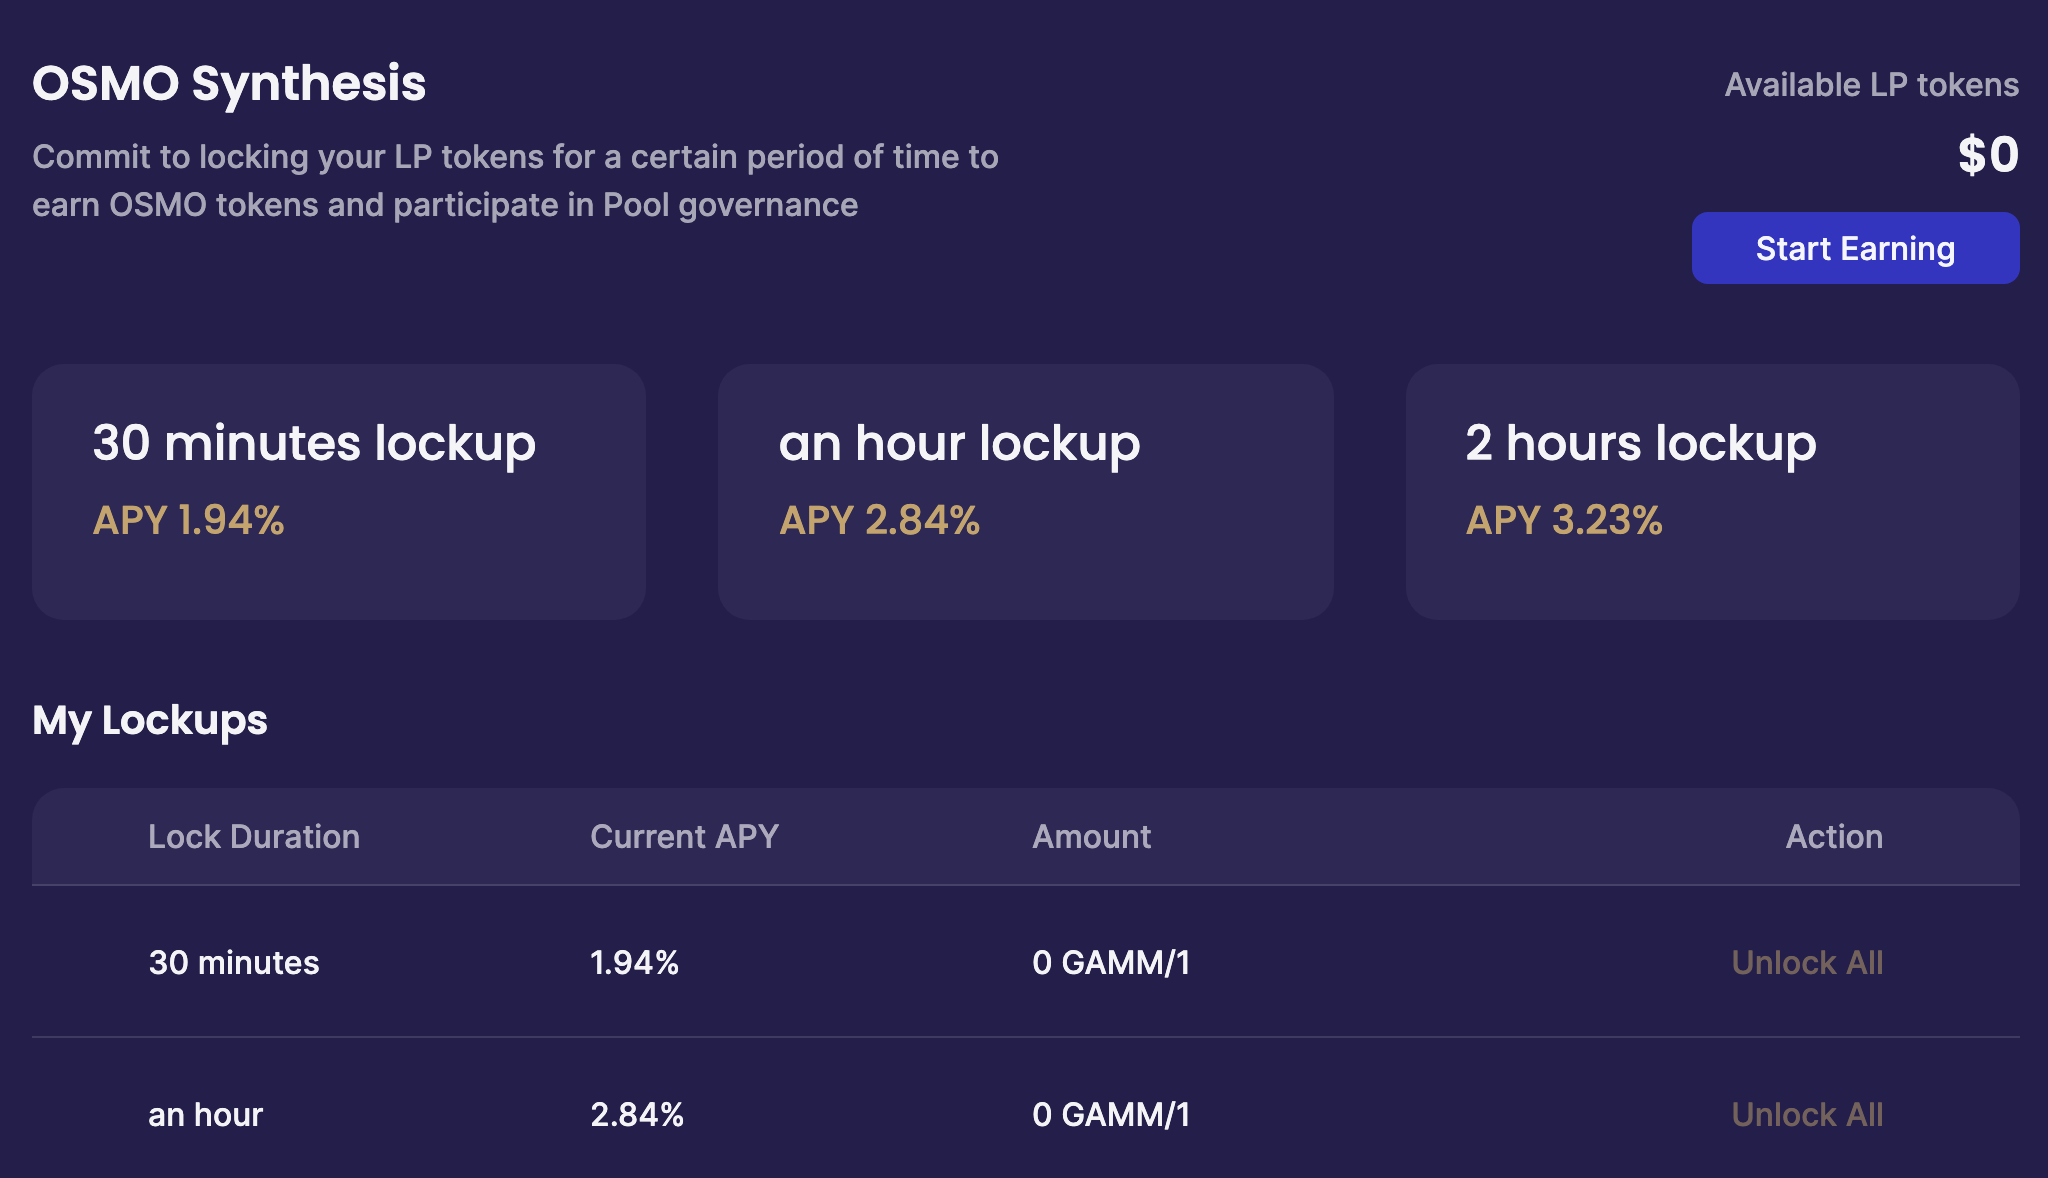 OSMO Synthesis
Commit to locking your LP tokens for a certain period of time to
earn OSMO tokens and participate in Pool governance
Available LP tokens
$0
Start Earning
30 minutes lockup
APY 1.94%
an hour lockup
APY 2.84%
2 hours lockup
APY 3.23%
My Lockups
Lock Duration Current APY Amount Action
30 minutes 1.94% 0 GAMM/1 Unlock All
an hour 2.84% 0 GAMM/1 Unlock All